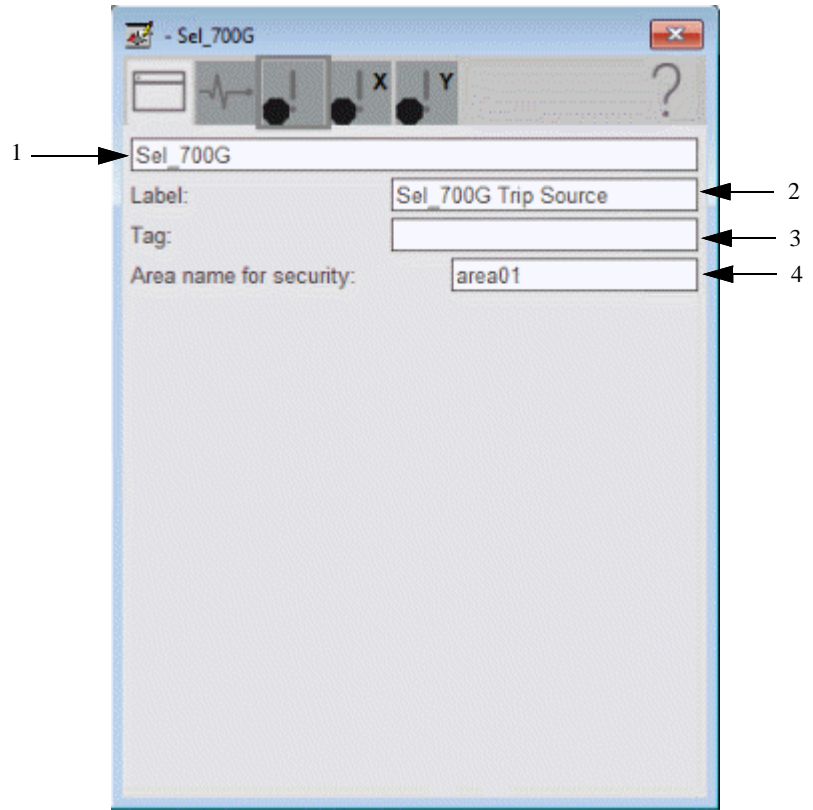 - Sel_700G
X Y ?
1 Sel_700G
Label: Sel_700G Trip Source 2
Tag: 3
Area name for security: area01 4